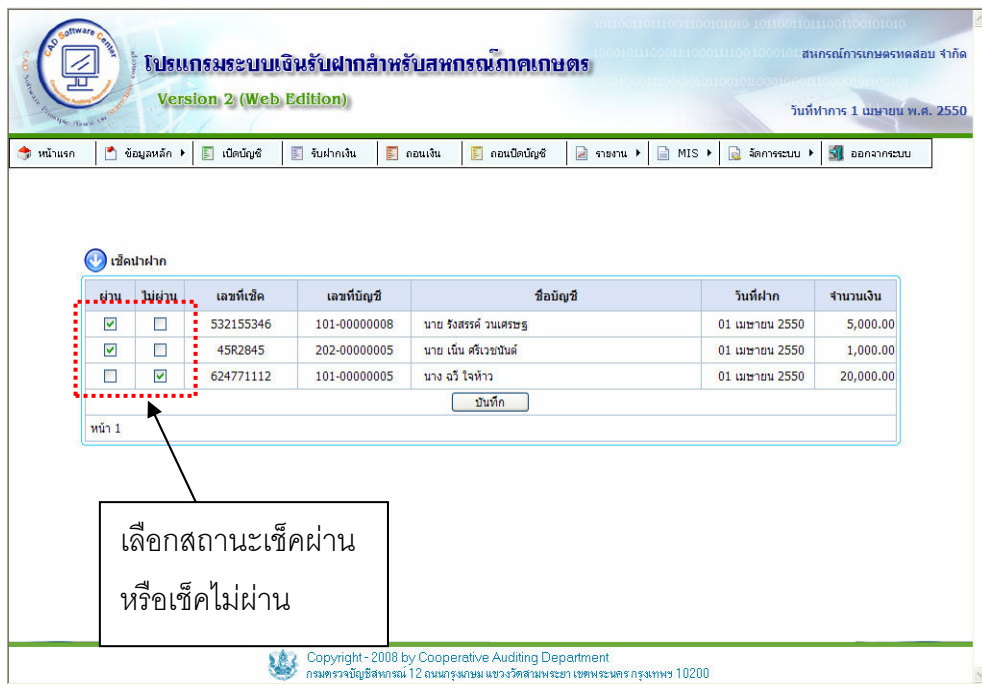 CAD Software Center
โปรแกรมระบบเงินรับฝากสำหรับสหกรณ์ภาคเกษตร
Version 2 (Web Edition)
สหกรณ์การเกษตรทดสอบ จำกัด
วันที่ทำการ 1 เมษายน พ.ศ. 2550
หน้าแรก ข้อมูลหลัก เปิดบัญชี รับฝากเงิน ถอนเงิน ถอนปิดบัญชี รายงาน MIS จัดการระบบ ออกจากระบบ
เช็คนำฝาก
ผ่าน ไม่ผ่าน เลขที่เช็ค เลขที่บัญชี ชื่อบัญชี วันที่ฝาก จำนวนเงิน
532155346 101-00000008 นาย รังสรรค์ วนเศรษฐ 01 เมษายน 2550 5,000.00
45R2845 202-00000005 นาย เนิ่น ศรีเวชนันต์ 01 เมษายน 2550 1,000.00
624771112 101-00000005 นาง ฉวี ใจห้าว 01 เมษายน 2550 20,000.00
บันทึก
หน้า 1
เลือกสถานะเช็คผ่าน
หรือเช็คไม่ผ่าน
Copyright - 2008 by Cooperative Auditing Department
กรมตรวจบัญชีสหกรณ์ 12 ถนนกรุงเกษม แขวงวัดสามพระยา เขตพระนคร กรุงเทพฯ 10200